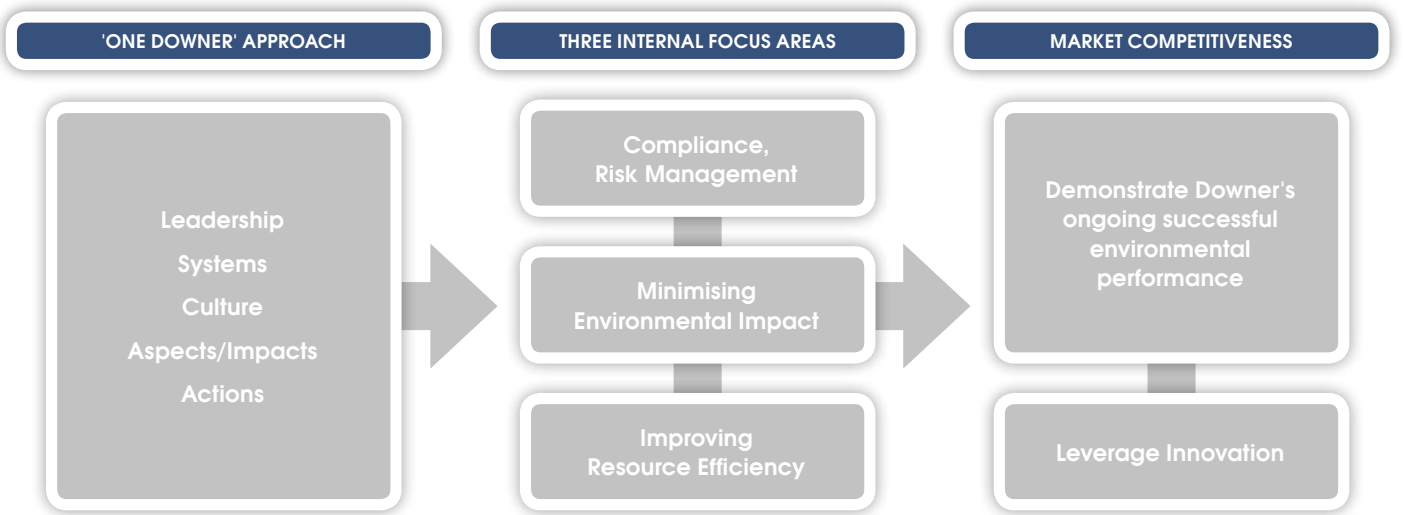 'ONE DOWNER' APPROACH
THREE INTERNAL FOCUS AREAS
MARKET COMPETITIVENESS
Leadership
Systems
Culture
Aspects/Impacts
Actions
Compliance,
Risk Management
Minimising
Environmental Impact
Improving
Resource Efficiency
Demonstrate Downer's
ongoing successful
environmental
performance
Leverage Innovation